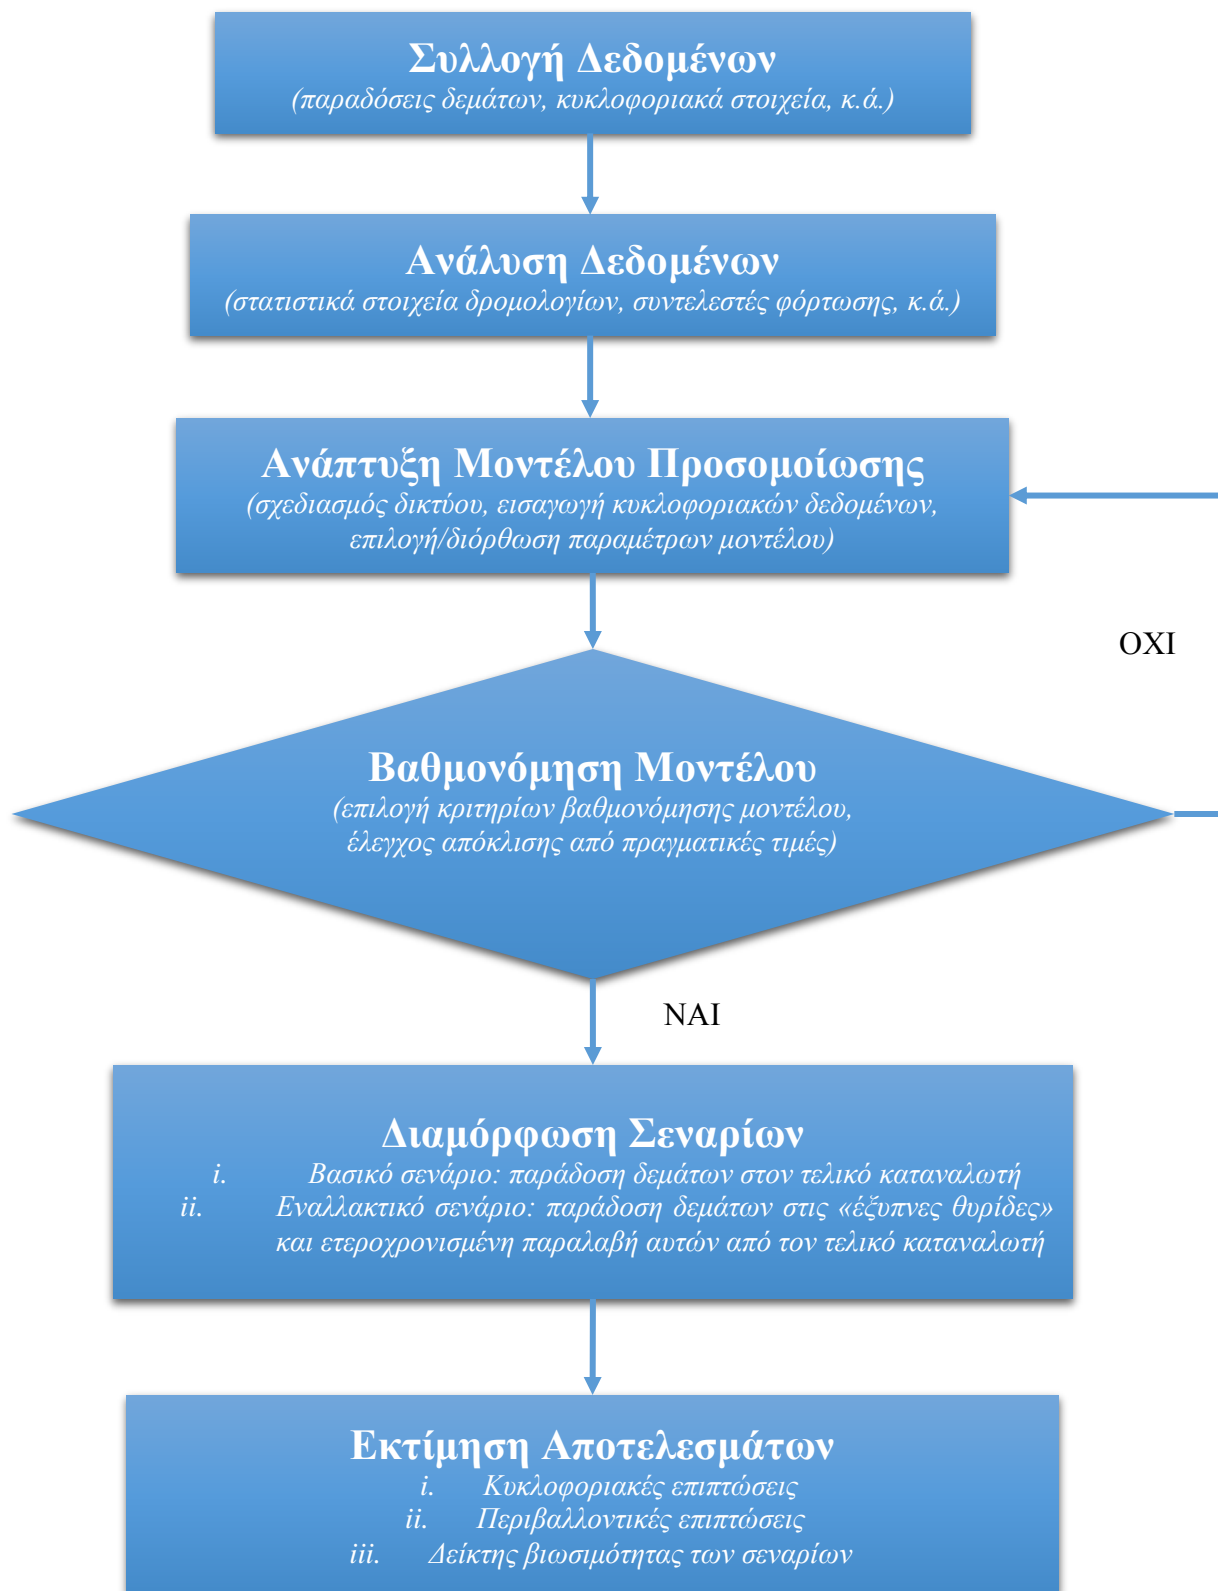 Συλλογή Δεδομένων
(παραδόσεις δεμάτων, κυκλοφοριακά στοιχεία, κ.ά.)
Ανάλυση Δεδομένων
(στατιστικά στοιχεία δρομολογίων, συντελεστές φόρτωσης, κ.ά.)
Ανάπτυξη Μοντέλου Προσομοίωσης
(σχεδιασμός δικτύου, εισαγωγή κυκλοφοριακών δεδομένων,
επιλογή/διόρθωση παραμέτρων μοντέλου)
ΟΧΙ
Βαθμονόμηση Μοντέλου
(επιλογή κριτηρίων βαθμονόμησης μοντέλου,
έλεγχος απόκλισης από πραγματικές τιμές)
ΝΑΙ
Διαμόρφωση Σεναρίων
i. Βασικό σενάριο: παράδοση δεμάτων στον τελικό καταναλωτή
ii. Εναλλακτικό σενάριο: παράδοση δεμάτων στις «έξυπνες θυρίδες»
και ετεροχρονισμένη παραλαβή αυτών από τον τελικό καταναλωτή
Εκτίμηση Αποτελεσμάτων
i. Κυκλοφοριακές επιπτώσεις
ii. Περιβαλλοντικές επιπτώσεις
iii. Δείκτης βιωσιμότητας των σεναρίων